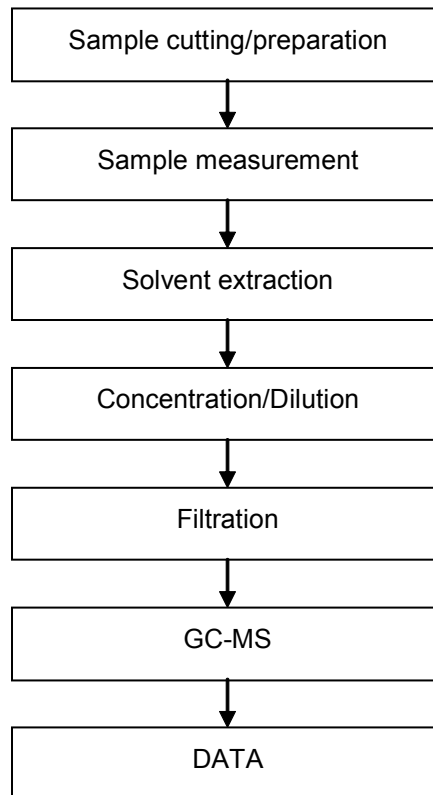 Sample cutting/preparation
Sample measurement
Solvent extraction
Concentration/Dilution
Filtration
GC-MS
DATA